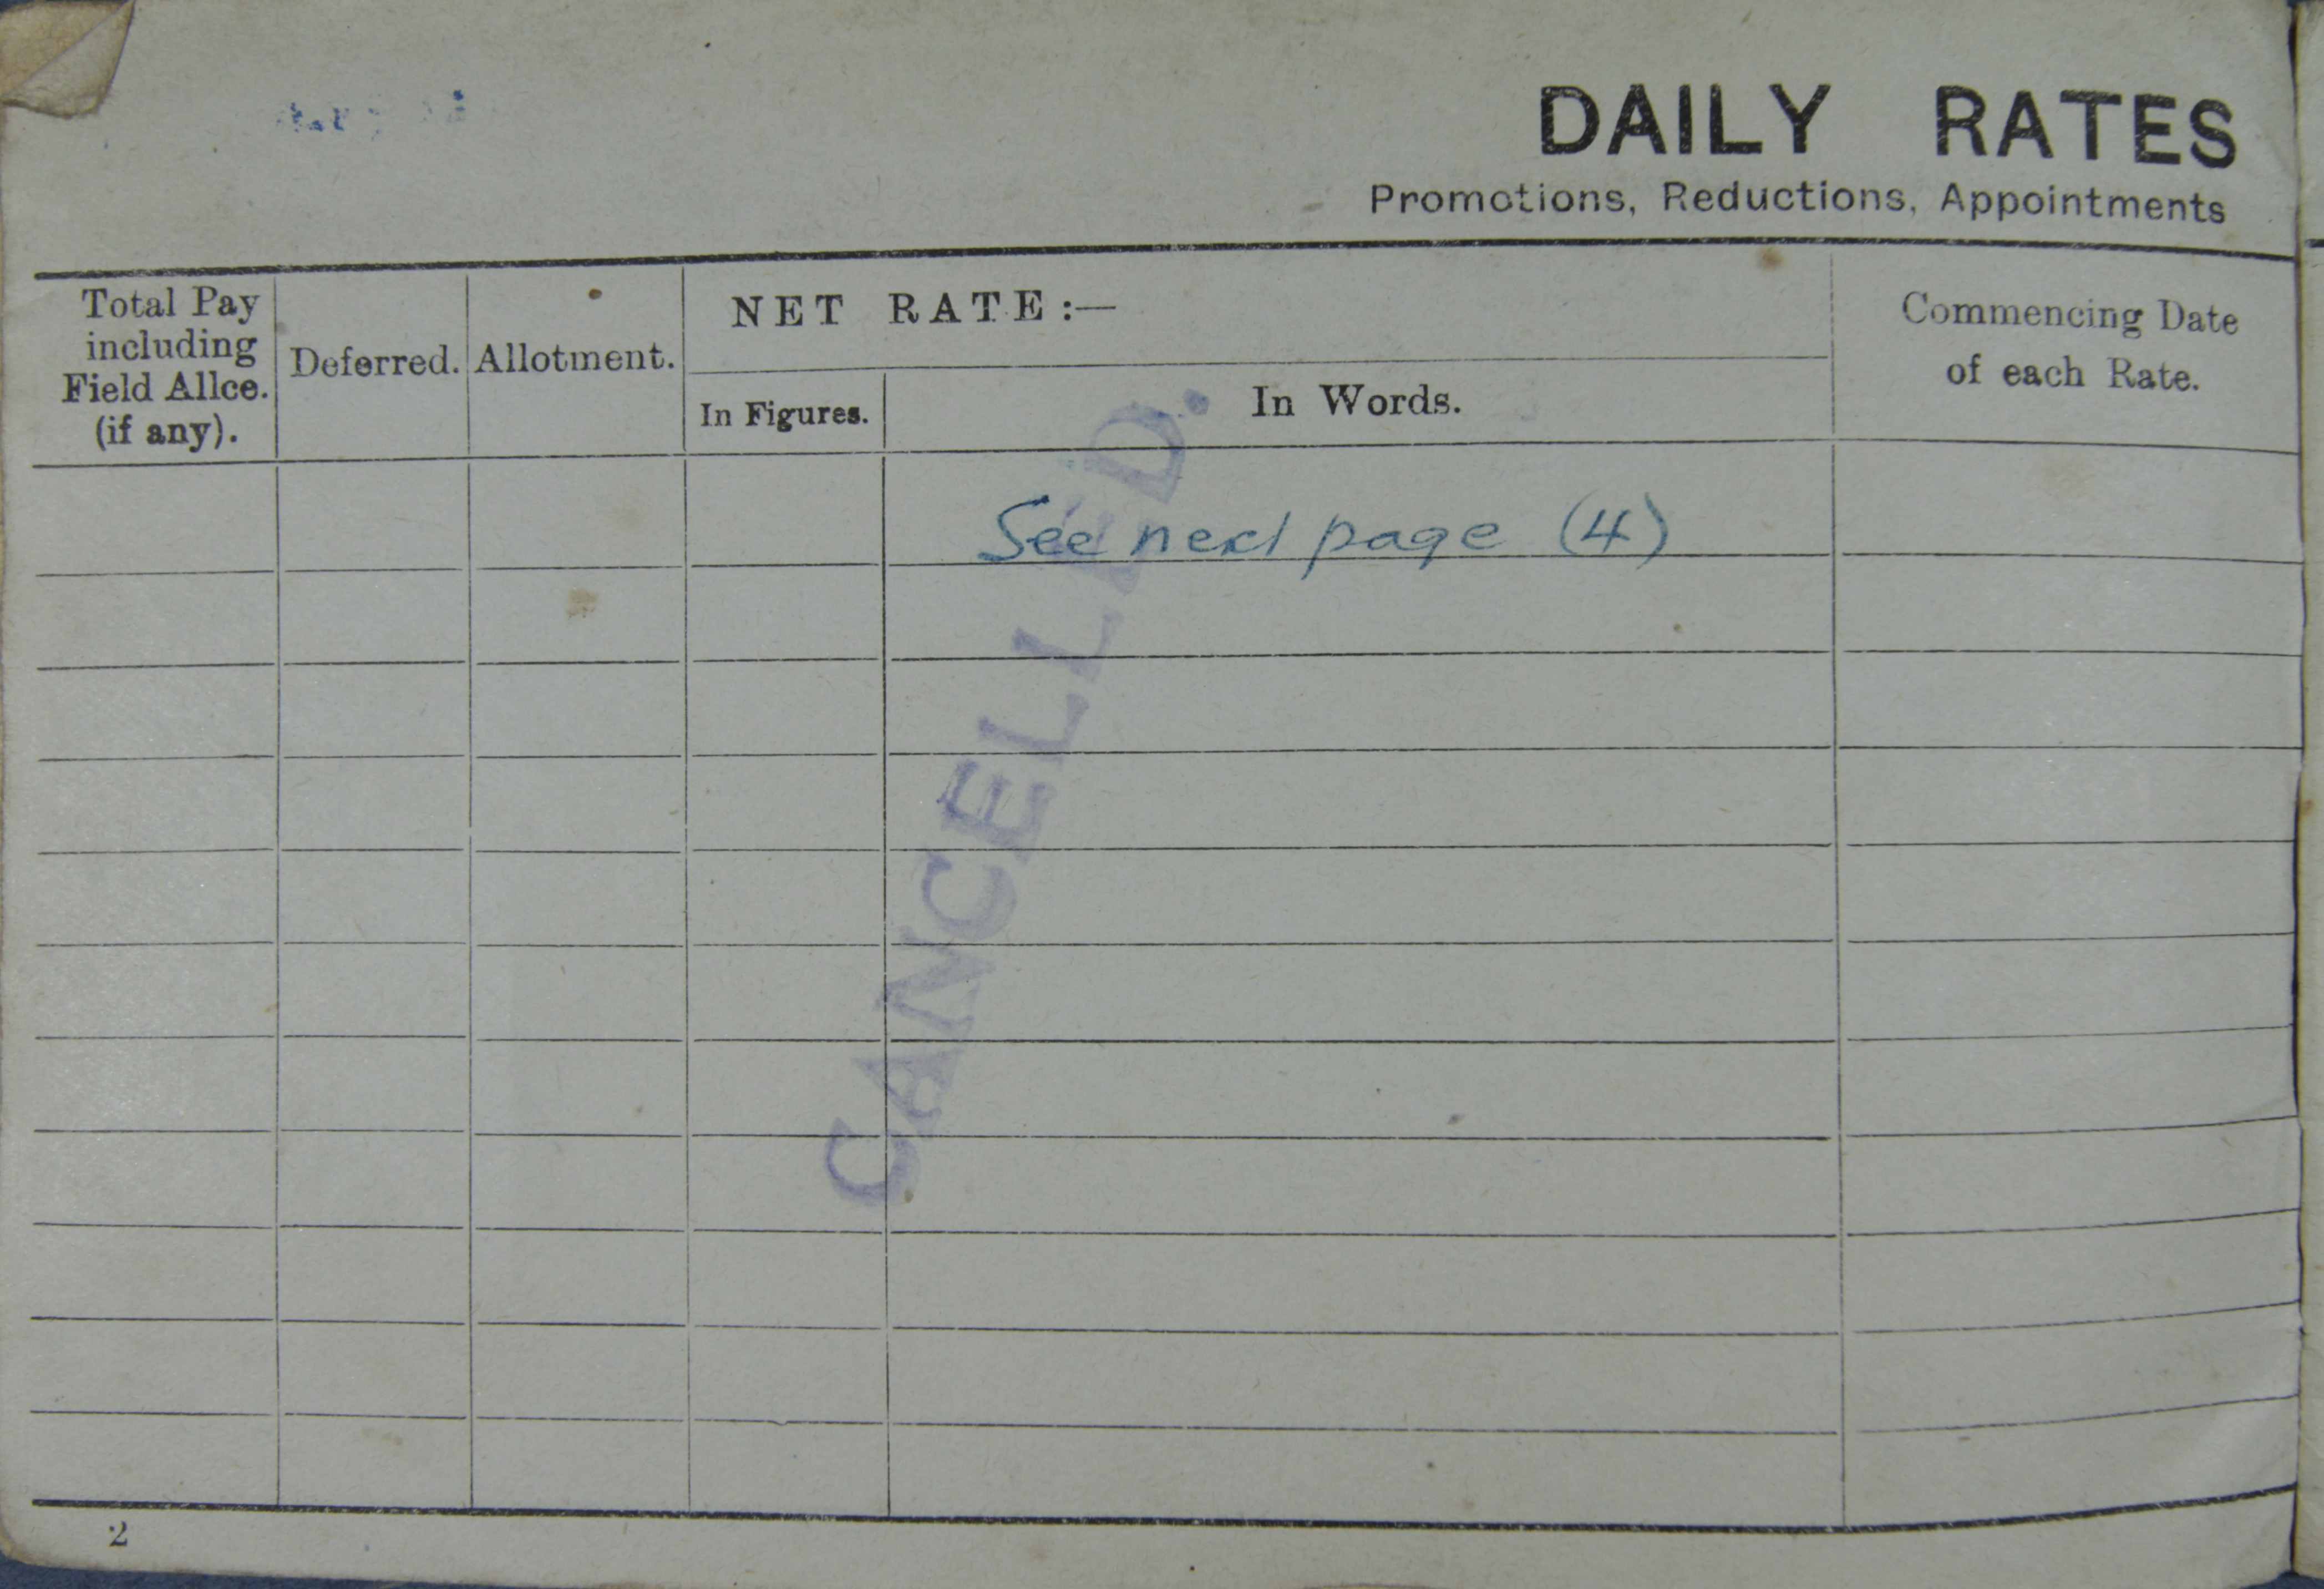 DAILY RATES
Promotions, Reductions, Appointments
Total Pay
including
Field Allce.
(if any).
Deferred.
Allotment.
NET RATE :—
In Figures.
In Words.
Commencing Date
of each Rate.
See next page (4)
CANCELLED.
2